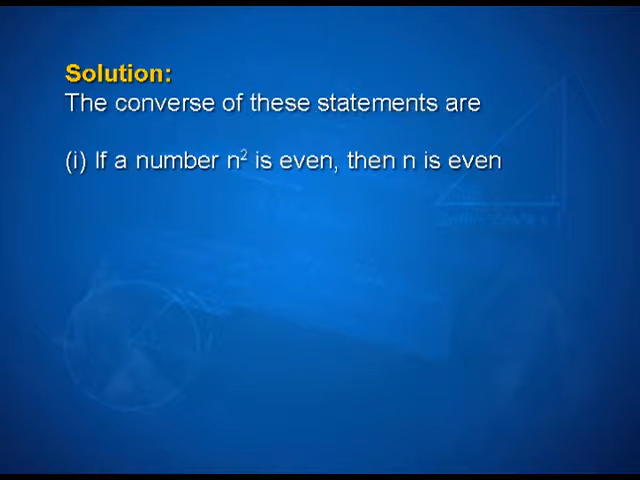 Solution:
The converse of these statements are
(i) If a number n² is even, then n is even